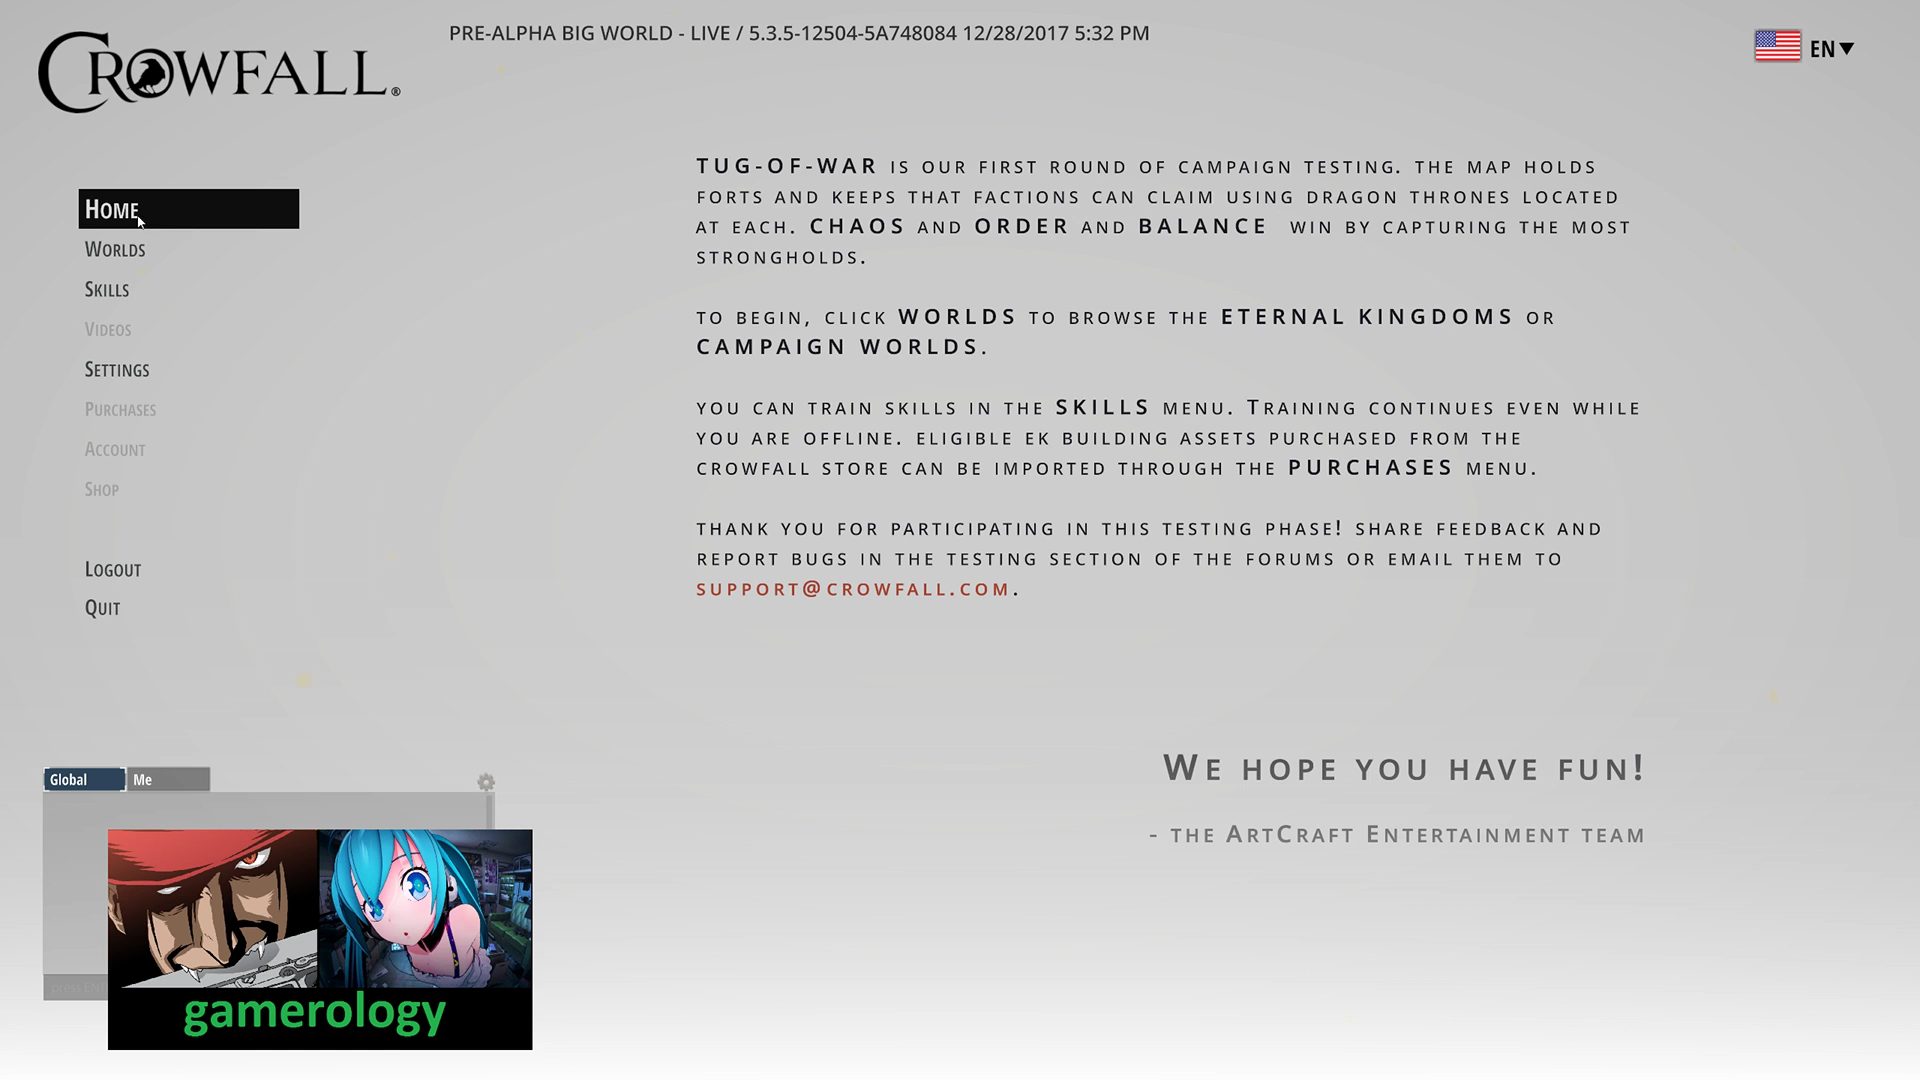 CROWFALL®
PRE-ALPHA BIG WORLD - LIVE / 5.3.5-12504-5A748084 12/28/2017 5:32 PM
EN
HOME
WORLDS
SKILLS
VIDEOS
SETTINGS
PURCHASES
ACCOUNT
SHOP
LOGOUT
QUIT
TUG-OF-WAR IS OUR FIRST ROUND OF CAMPAIGN TESTING. THE MAP HOLDS
FORTS AND KEEPS THAT FACTIONS CAN CLAIM USING DRAGON THRONES LOCATED
AT EACH. CHAOS AND ORDER AND BALANCE WIN BY CAPTURING THE MOST
STRONGHOLDS.
TO BEGIN, CLICK WORLDS TO BROWSE THE ETERNAL KINGDOMS OR
CAMPAIGN WORLDS.
YOU CAN TRAIN SKILLS IN THE SKILLS MENU. TRAINING CONTINUES EVEN WHILE
YOU ARE OFFLINE. ELIGIBLE EK BUILDING ASSETS PURCHASED FROM THE
CROWFALL STORE CAN BE IMPORTED THROUGH THE PURCHASES MENU.
THANK YOU FOR PARTICIPATING IN THIS TESTING PHASE! SHARE FEEDBACK AND
REPORT BUGS IN THE TESTING SECTION OF THE FORUMS OR EMAIL THEM TO
SUPPORT@CROWFALL.COM.
WE HOPE YOU HAVE FUN!
- THE ARTCRAFT ENTERTAINMENT TEAM
Global
Me
press
gamerology